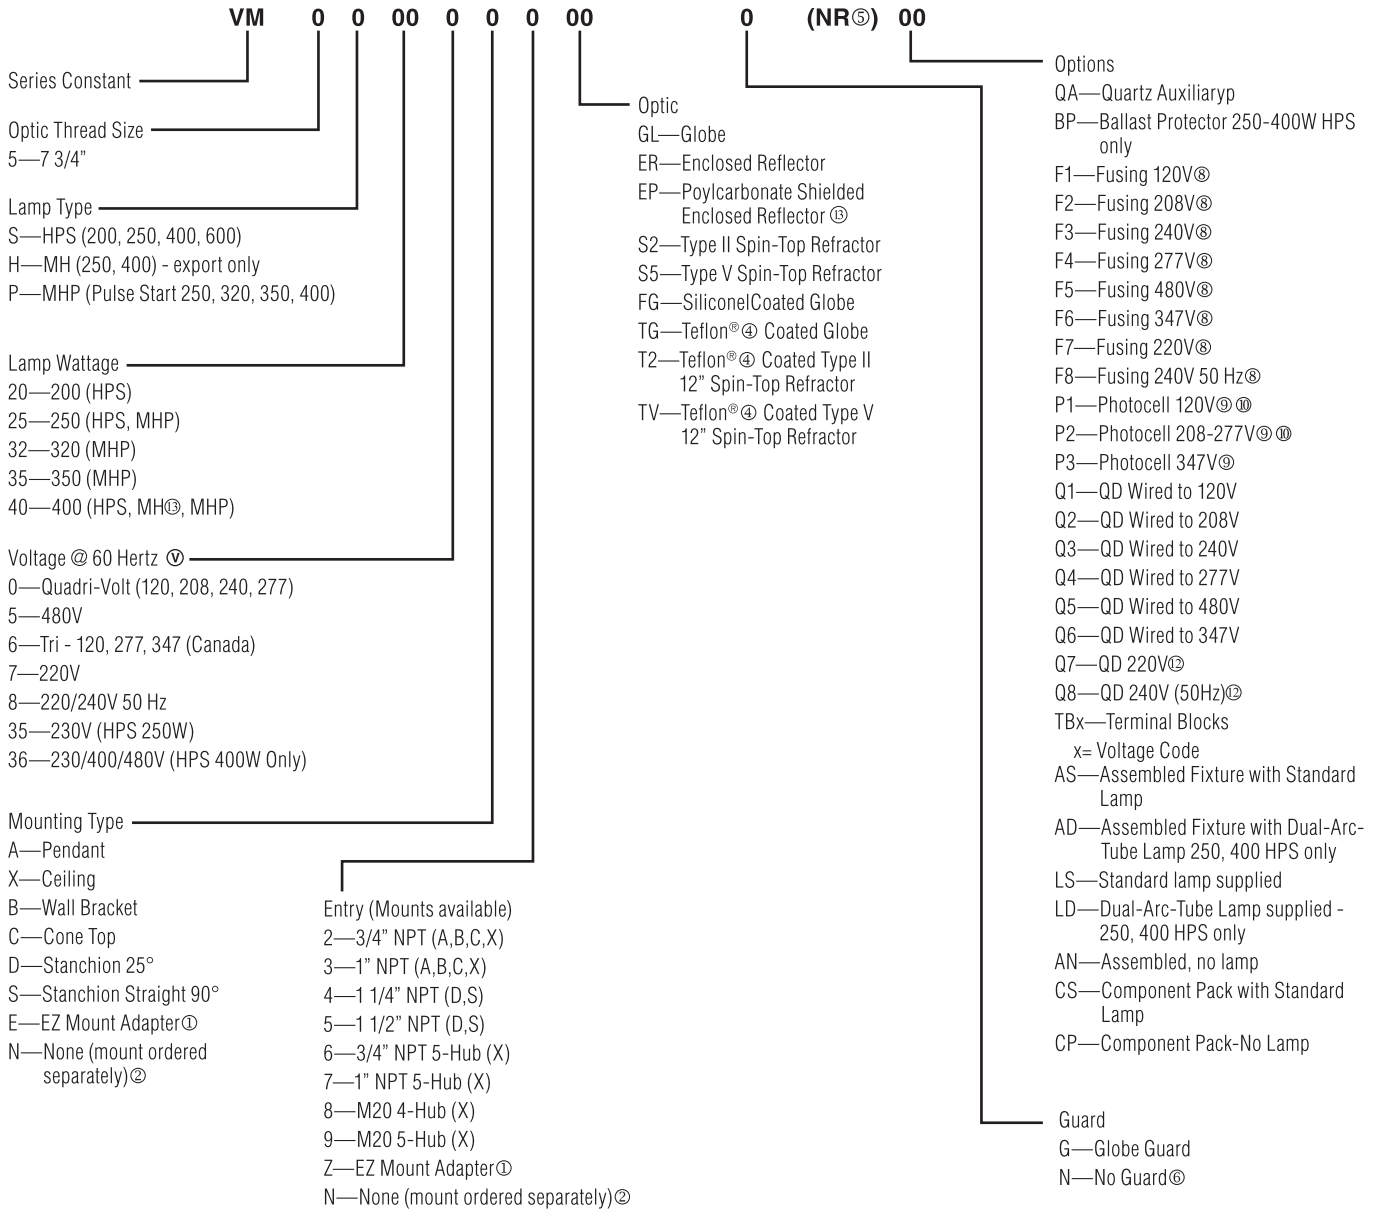 VM 0 0 00 0 0 0 00 0 (NR⑤) 00
Series Constant
Optic Thread Size
5—7 3/4”
Lamp Type
S—HPS (200, 250, 400, 600)
H—MH (250, 400) - export only
P—MHP (Pulse Start 250, 320, 350, 400)
Lamp Wattage
20—200 (HPS)
25—250 (HPS, MHP)
32—320 (MHP)
35—350 (MHP)
40—400 (HPS, MH⑬, MHP)
Voltage @ 60 Hertz Ⓥ
0—Quadri-Volt (120, 208, 240, 277)
5—480V
6—Tri - 120, 277, 347 (Canada)
7—220V
8—220/240V 50 Hz
35—230V (HPS 250W)
36—230/400/480V (HPS 400W Only)
Mounting Type
A—Pendant
X—Ceiling
B—Wall Bracket
C—Cone Top
D—Stanchion 25°
S—Stanchion Straight 90°
E—EZ Mount Adapter①
N—None (mount ordered
separately)②
Entry (Mounts available)
2—3/4” NPT (A,B,C,X)
3—1” NPT (A,B,C,X)
4—1 1/4” NPT (D,S)
5—1 1/2” NPT (D,S)
6—3/4” NPT 5-Hub (X)
7—1” NPT 5-Hub (X)
8—M20 4-Hub (X)
9—M20 5-Hub (X)
Z—EZ Mount Adapter①
N—None (mount ordered separately)②
Optic
GL—Globe
ER—Enclosed Reflector
EP—Poylcarbonate Shielded
Enclosed Reflector ⑬
S2—Type II Spin-Top Refractor
S5—Type V Spin-Top Refractor
FG—SiliconelCoated Globe
TG—Teflon®④ Coated Globe
T2—Teflon®④ Coated Type II
12” Spin-Top Refractor
TV—Teflon®④ Coated Type V
12” Spin-Top Refractor
Options
QA—Quartz Auxiliaryp
BP—Ballast Protector 250-400W HPS
only
F1—Fusing 120V⑧
F2—Fusing 208V⑧
F3—Fusing 240V⑧
F4—Fusing 277V⑧
F5—Fusing 480V⑧
F6—Fusing 347V⑧
F7—Fusing 220V⑧
F8—Fusing 240V 50 Hz⑧
P1—Photocell 120V⑨⑩
P2—Photocell 208-277V⑨⑩
P3—Photocell 347V⑨
Q1—QD Wired to 120V
Q2—QD Wired to 208V
Q3—QD Wired to 240V
Q4—QD Wired to 277V
Q5—QD Wired to 480V
Q6—QD Wired to 347V
Q7—QD 220V⑫
Q8—QD 240V (50Hz)⑫
TBx—Terminal Blocks
x= Voltage Code
AS—Assembled Fixture with Standard
Lamp
AD—Assembled Fixture with Dual-Arc-
Tube Lamp 250, 400 HPS only
LS—Standard lamp supplied
LD—Dual-Arc-Tube Lamp supplied -
250, 400 HPS only
AN—Assembled, no lamp
CS—Component Pack with Standard
Lamp
CP—Component Pack-No Lamp
Guard
G—Globe Guard
N—No Guard⑥